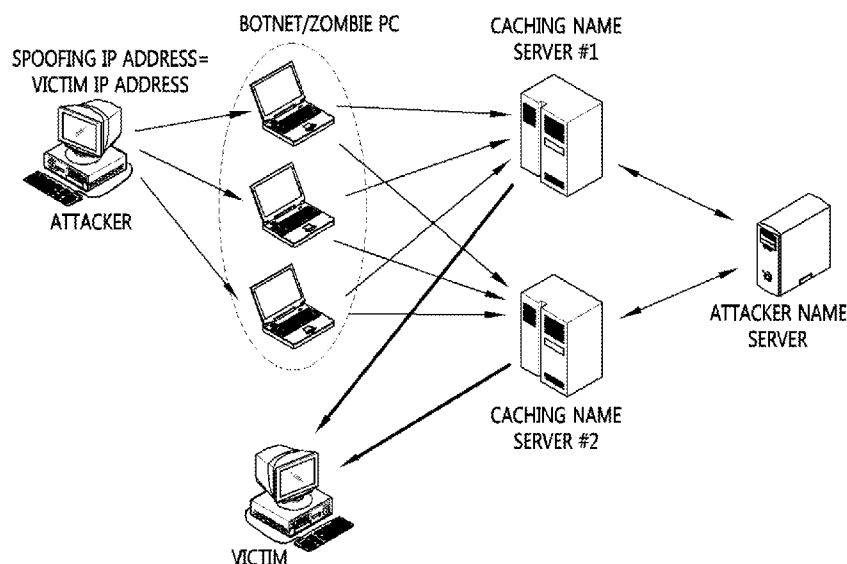 BOTNET/ZOMBIE PC
CACHING NAME
SERVER #1
SPOOFING IP ADDRESS=
VICTIM IP ADDRESS
ATTACKER
ATTACKER NAME
SERVER
CACHING NAME
SERVER #2
VICTIM